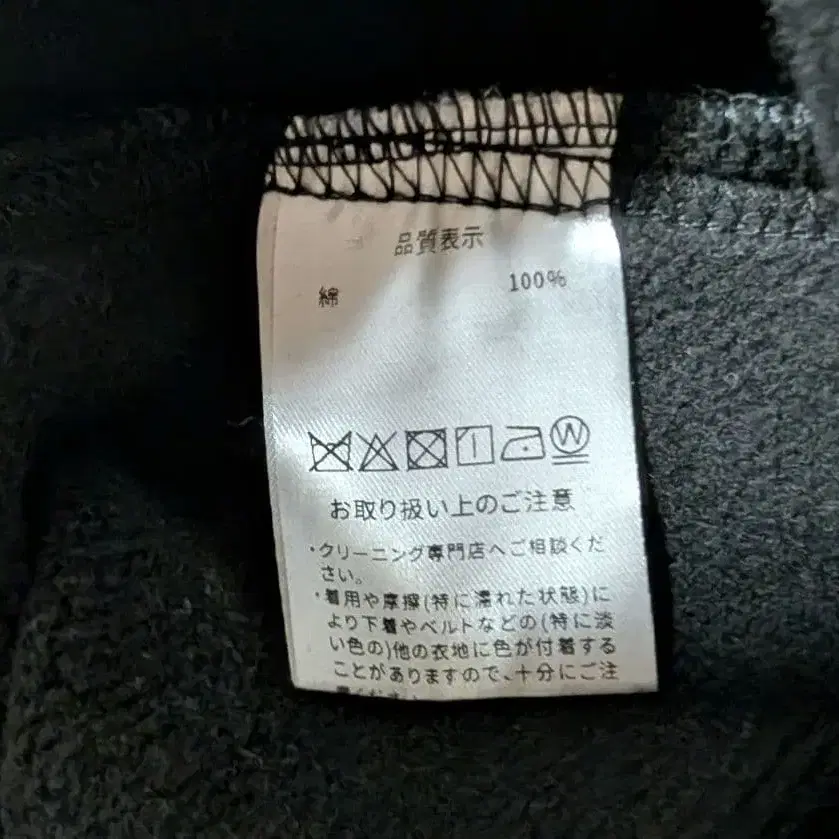 品質表示
綿 100%
W
お取り扱い上のご注意
・クリーニング専門店へご相談くだ
さい。
・着用や摩擦(特に濡れた状態)に
より下着やベルトなどの(特に淡
い色の)他の衣地に色が付着する
ことがありますので、十分にご注